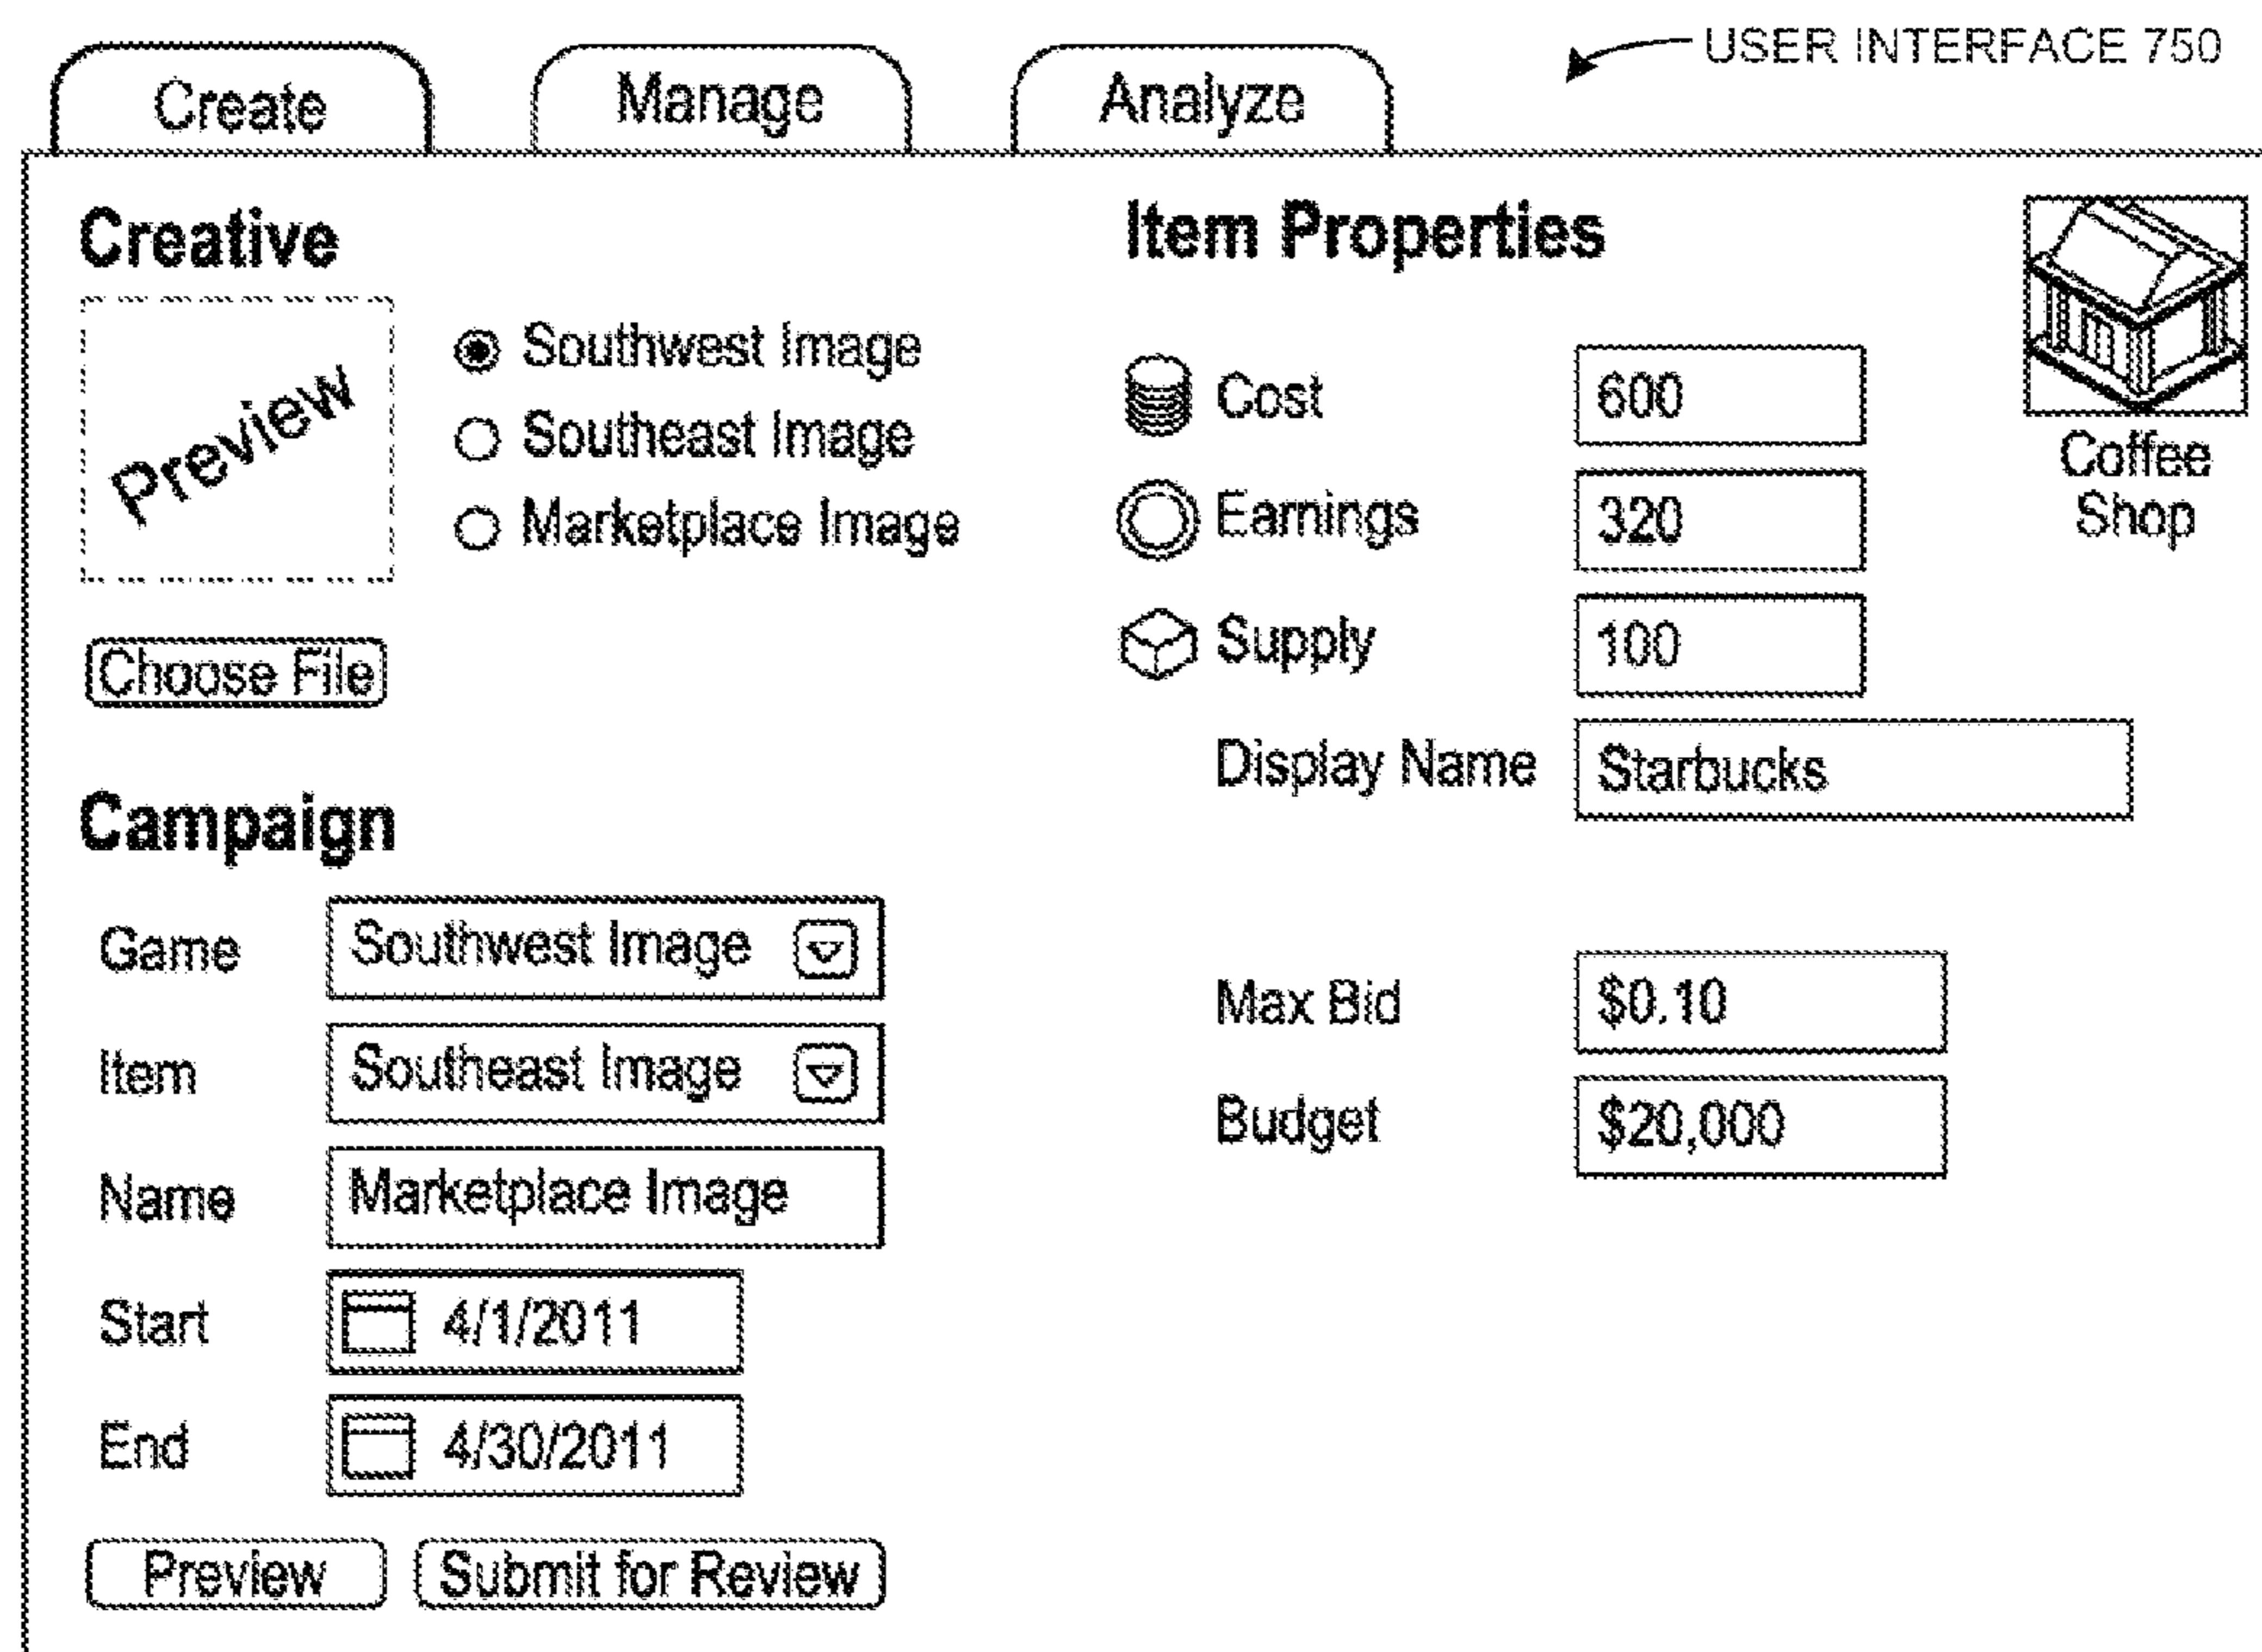 USER INTERFACE 750
Create
Manage
Analyze
Creative
Preview
Southwest Image
Southeast Image
Marketplace Image
Choose File
Campaign
Game Southwest Image
Item Southeast Image
Name Marketplace Image
Start 4/1/2011
End 4/30/2011
Preview
Submit for Review
Item Properties
Cost 600
Earnings 320
Supply 100
Display Name Starbucks
Max Bid $0.10
Budget $20,000
Coffee
Shop